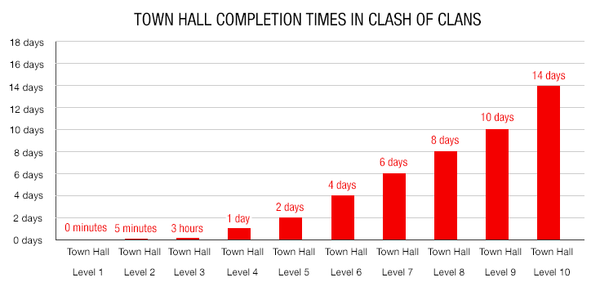 TOWN HALL COMPLETION TIMES IN CLASH OF CLANS
18 days
16 days
14 days
12 days
10 days
8 days
6 days
4 days
2 days
0 days
0 minutes
5 minutes
3 hours
1 day
2 days
4 days
6 days
8 days
10 days
14 days
Town Hall Town Hall Town Hall Town Hall Town Hall Town Hall Town Hall Town Hall Town Hall Town Hall
Level 1 Level 2 Level 3 Level 4 Level 5 Level 6 Level 7 Level 8 Level 9 Level 10